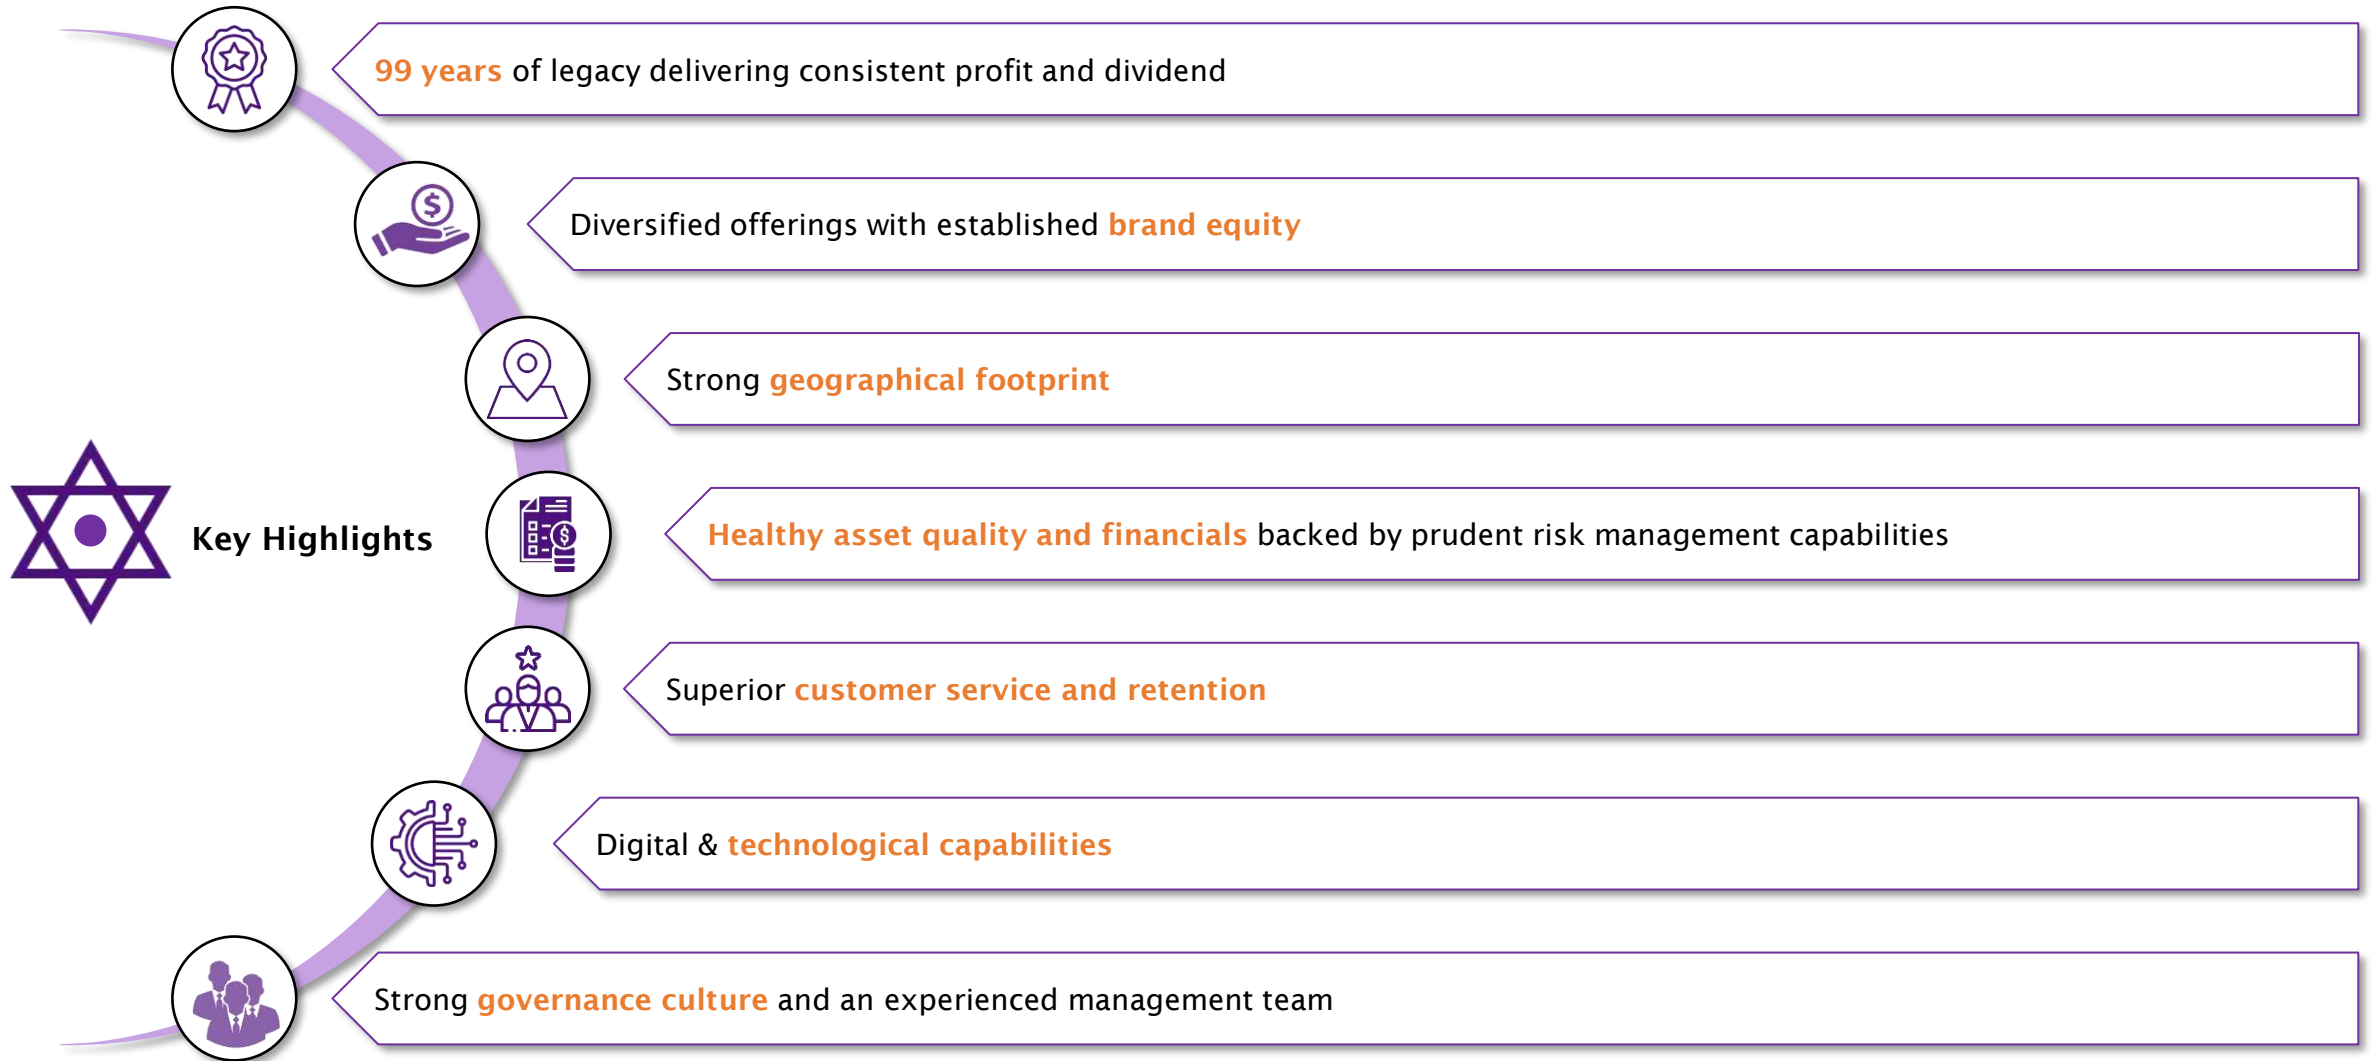 99 years of legacy delivering consistent profit and dividend
Diversified offerings with established brand equity
Strong geographical footprint
Key Highlights
Healthy asset quality and financials backed by prudent risk management capabilities
Superior customer service and retention
Digital & technological capabilities
Strong governance culture and an experienced management team